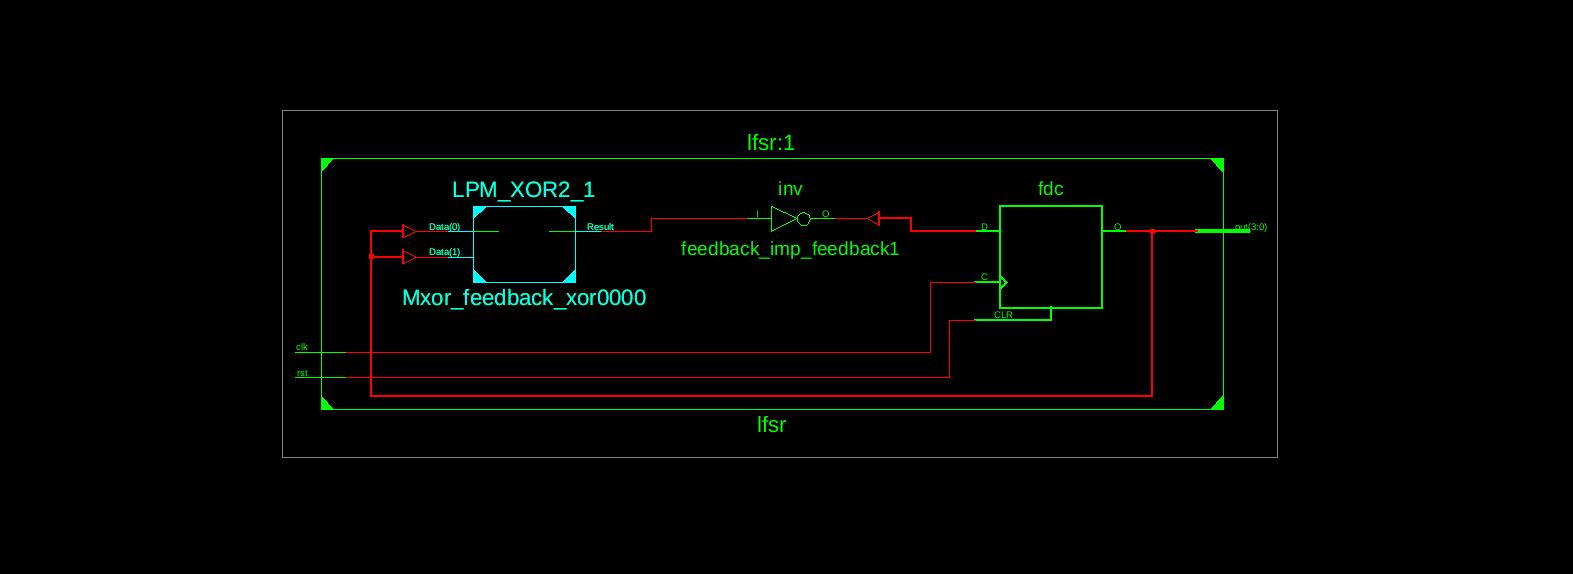 lfsr:1
LPM_XOR2_1
inv
fdc
Data(0)
Result
I
O
D
Q
out(3:0)
Data(1)
feedback_imp_feedback1
C
Mxor_feedback_xor0000
CLR
clk
rst
lfsr